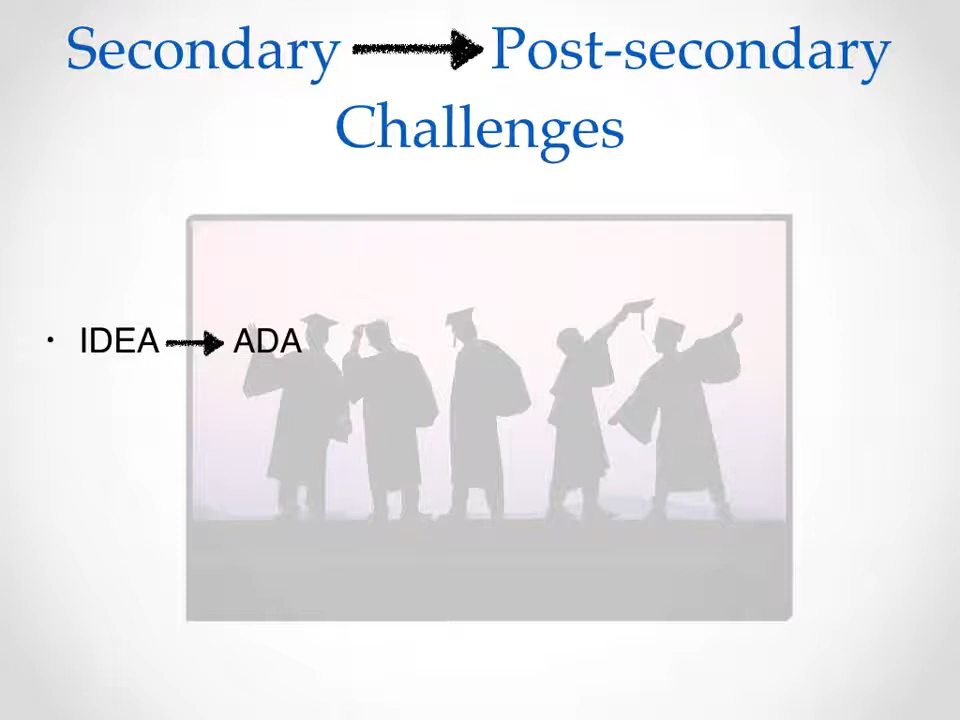 Secondary → Post-secondary
Challenges
• IDEA → ADA